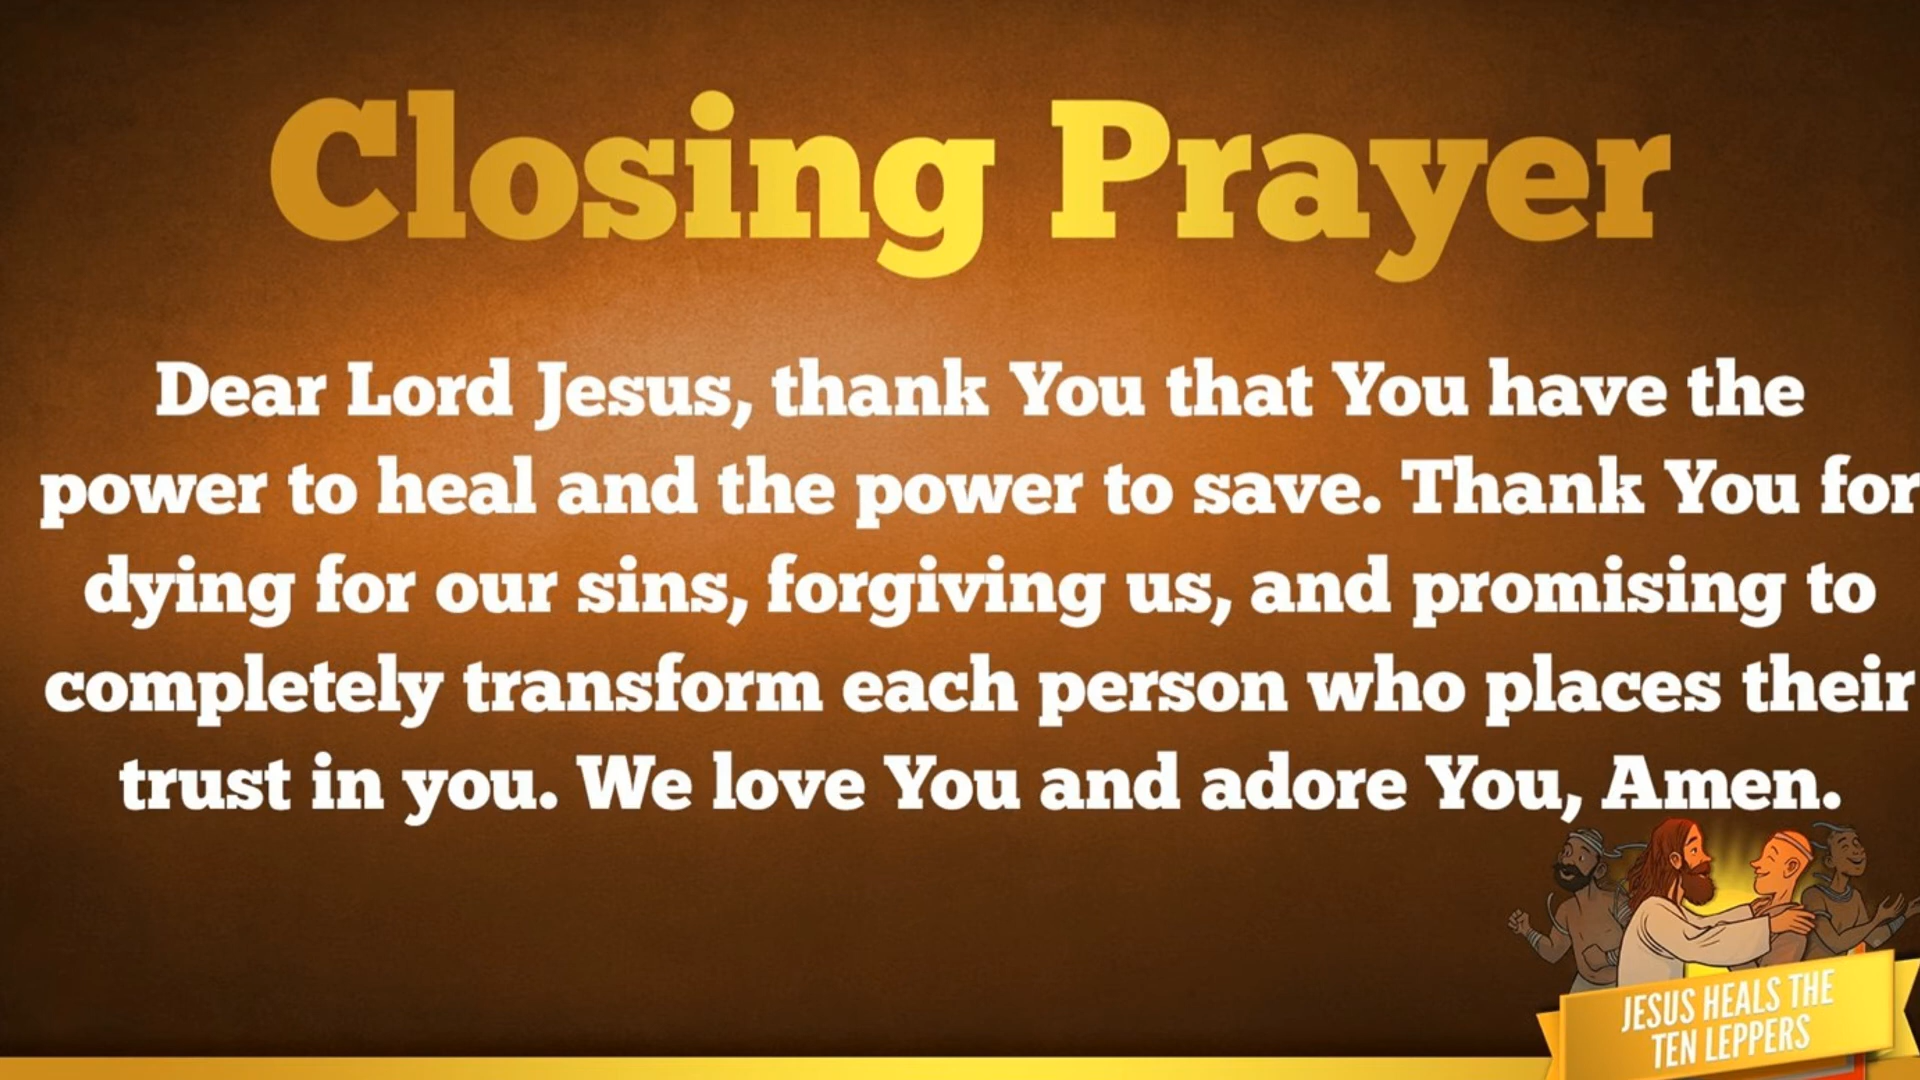 Closing Prayer
Dear Lord Jesus, thank You that You have the
power to heal and the power to save. Thank You for
dying for our sins, forgiving us, and promising to
completely transform each person who places their
trust in you. We love You and adore You, Amen.
JESUS HEALS THE
TEN LEPPERS